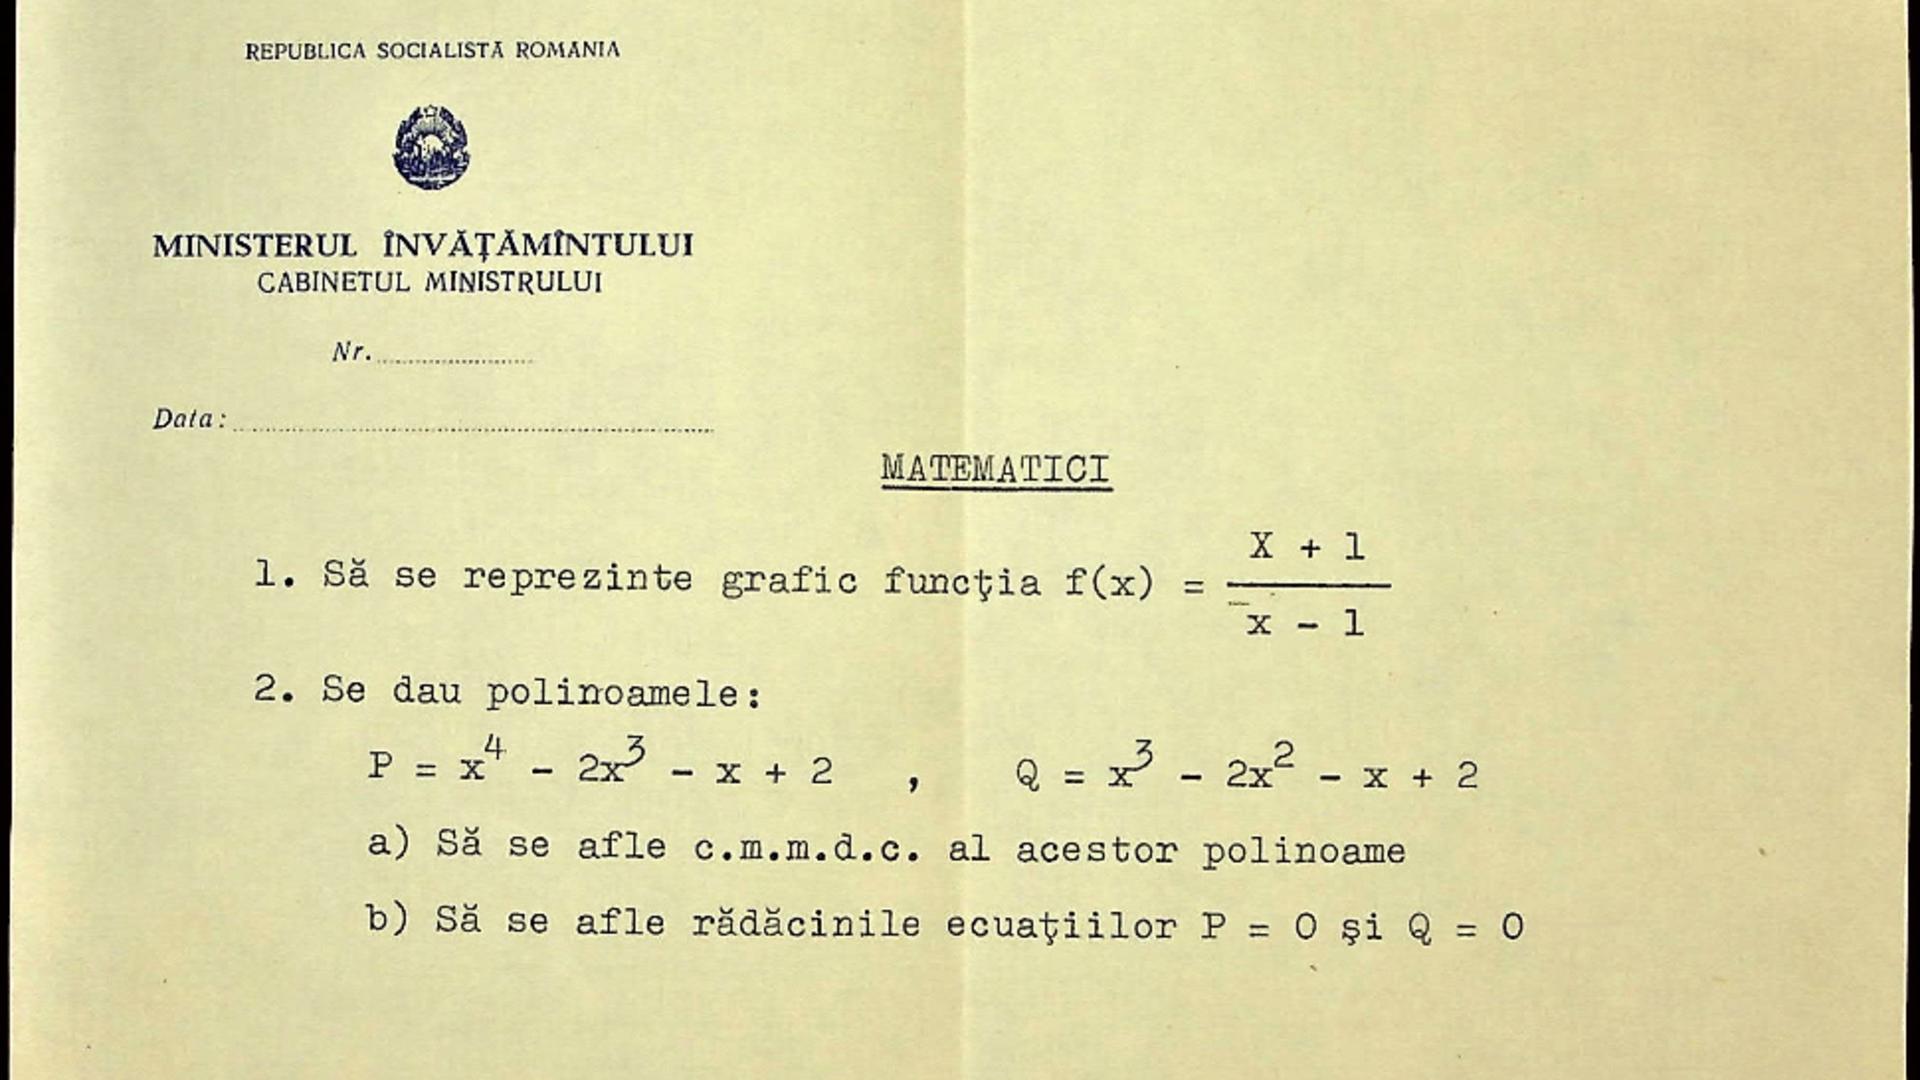 REPUBLICA SOCIALISTĂ ROMÂNIA
MINISTERUL ÎNVĂŢĂMÎNTULUI
CABINETUL MINISTRULUI
Nr. ....................
Data: ....................
MATEMATICI
1. Să se reprezinte grafic funcţia f(x) = (X + 1) / (x - 1)
2. Se dau polinoamele:
P = x⁴ - 2x³ - x + 2 , Q = x³ - 2x² - x + 2
a) Să se afle c.m.m.d.c. al acestor polinoame
b) Să se afle rădăcinile ecuaţiilor P = 0 şi Q = 0